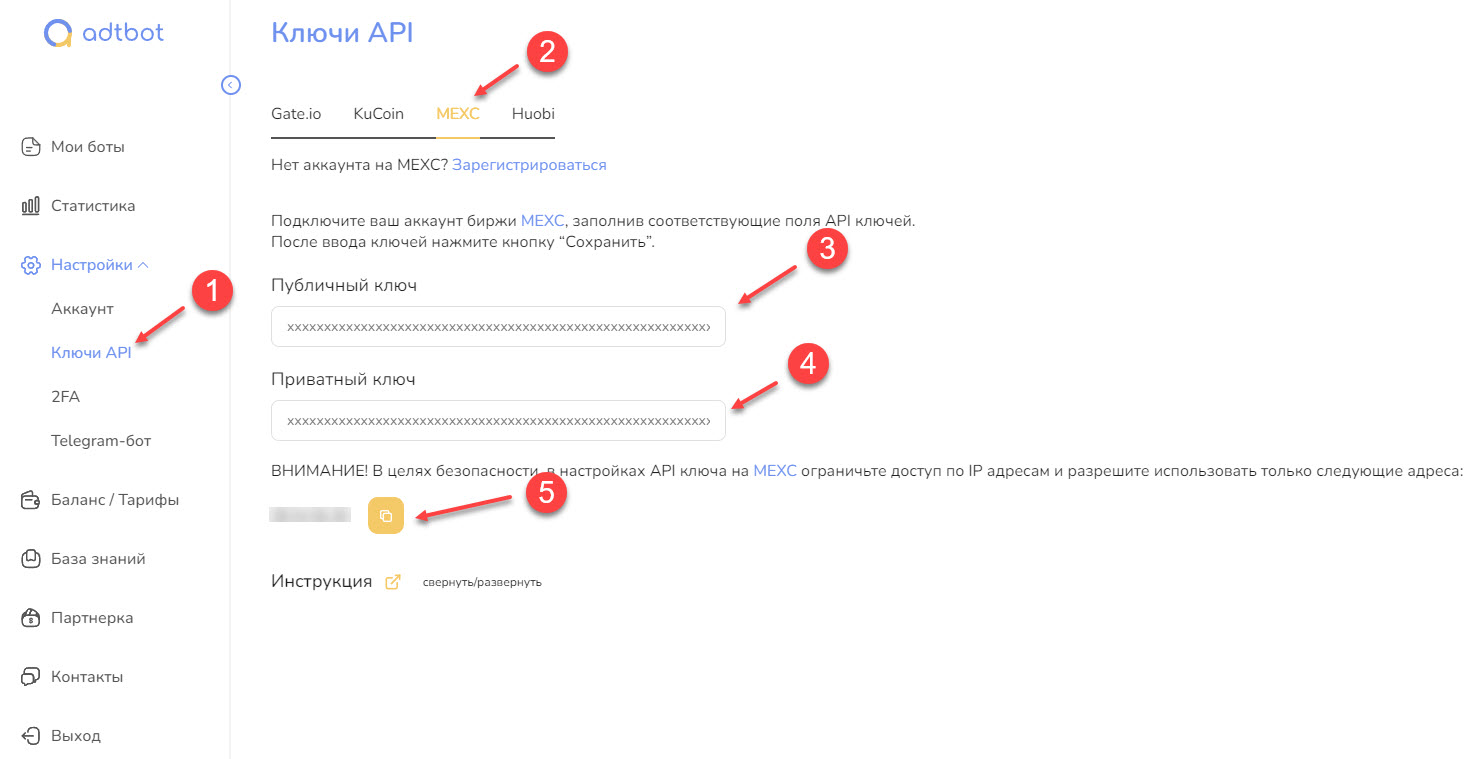 adtbot
Мои боты
Статистика
Настройки
Аккаунт
Ключи API
2FA
Telegram-бот
Баланс / Тарифы
База знаний
Партнерка
Контакты
Выход
Ключи API
Gate.io KuCoin MEXC Huobi
Нет аккаунта на MEXC? Зарегистрироваться
Подключите ваш аккаунт биржи MEXC, заполнив соответствующие поля API ключей.
После ввода ключей нажмите кнопку “Сохранить”.
Публичный ключ
xxxxxxxxxxxxxxxxxxxxxxxxxxxxxxxxxxxxxxxxxxxxxxxxxxxxxxxxxxx
Приватный ключ
xxxxxxxxxxxxxxxxxxxxxxxxxxxxxxxxxxxxxxxxxxxxxxxxxxxxxxxxxxx
ВНИМАНИЕ! В целях безопасности, в настройках API ключа на MEXC ограничьте доступ по IP адресам и разрешите использовать только следующие адреса:
Инструкция свернуть/развернуть
1
2
3
4
5